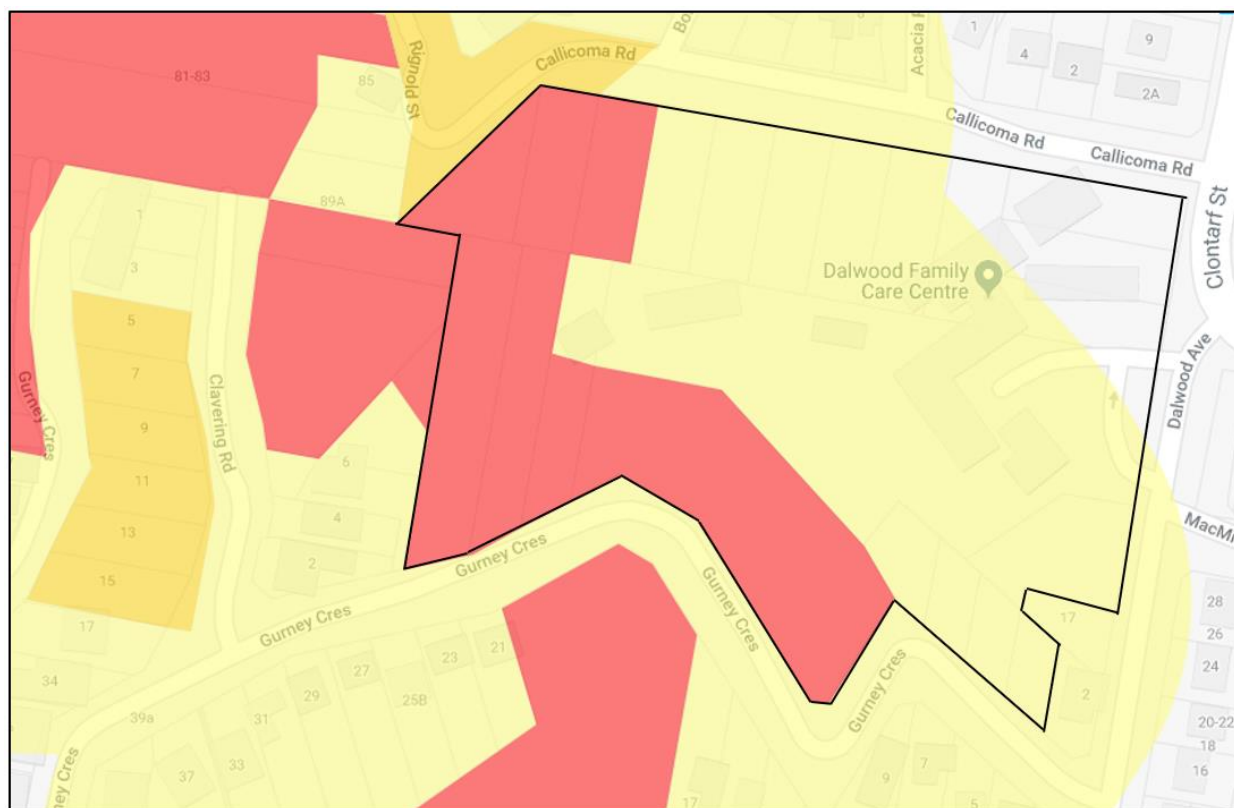 81-83
85
Rignold St
Callicoma Rd
Acacia
1
4
2
9
2A
Callicoma Rd
Callicoma Rd
Clontarf St
89A
1
3
5
7
9
11
13
15
17
34
Gurney Cres
Clavering Rd
6
4
2
Dalwood Family
Care Centre
Dalwood Ave
Gurney Cres
Gurney Cres
Gurney Cres
Gurney Cres
Gurney Cres
39a
37
33
31
29
27
25B
23
21
17
9
7
5
17
2
28
26
24
20-22
18
16